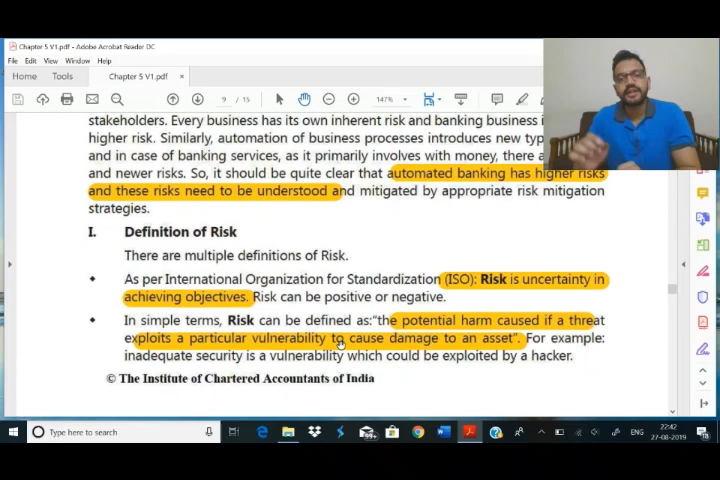 Chapter 5 V1.pdf - Adobe Acrobat Reader DC
File Edit View Window Help
Home Tools Chapter 5 V1.pdf ×
9 / 15 147%
stakeholders. Every business has its own inherent risk and banking business i
higher risk. Similarly, automation of business processes introduces new typ
and in case of banking services, as it primarily involves with money, there a
and newer risks. So, it should be quite clear that automated banking has higher risks
and these risks need to be understood and mitigated by appropriate risk mitigation
strategies.
I. Definition of Risk
There are multiple definitions of Risk.
♦ As per International Organization for Standardization (ISO): Risk is uncertainty in
achieving objectives. Risk can be positive or negative.
♦ In simple terms, Risk can be defined as:“the potential harm caused if a threat
exploits a particular vulnerability to cause damage to an asset”. For example:
inadequate security is a vulnerability which could be exploited by a hacker.
© The Institute of Chartered Accountants of India
Type here to search
99+
ENG
22:42
27-08-2019